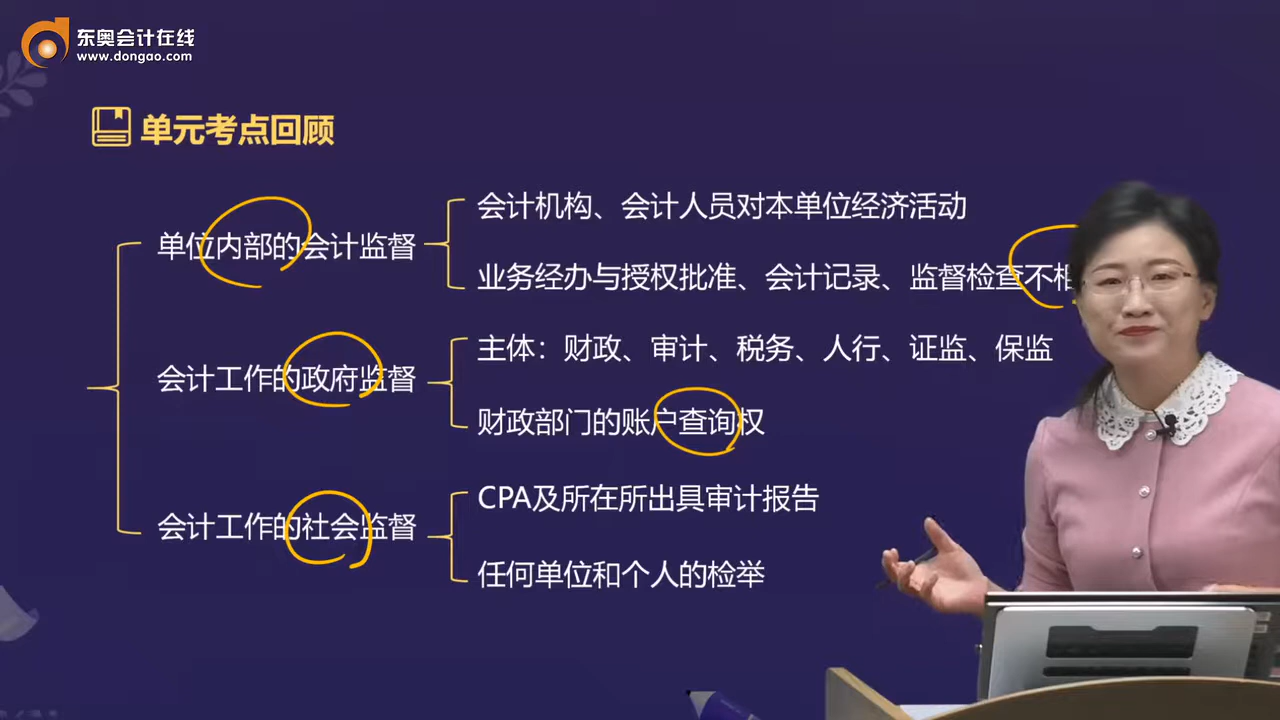 东奥会计在线
www.dongao.com
单元考点回顾
单位内部的会计监督
会计机构、会计人员对本单位经济活动
业务经办与授权批准、会计记录、监督检查不相
会计工作的政府监督
主体：财政、审计、税务、人行、证监、保监
财政部门的账户查询权
会计工作的社会监督
CPA及所在所出具审计报告
任何单位和个人的检举